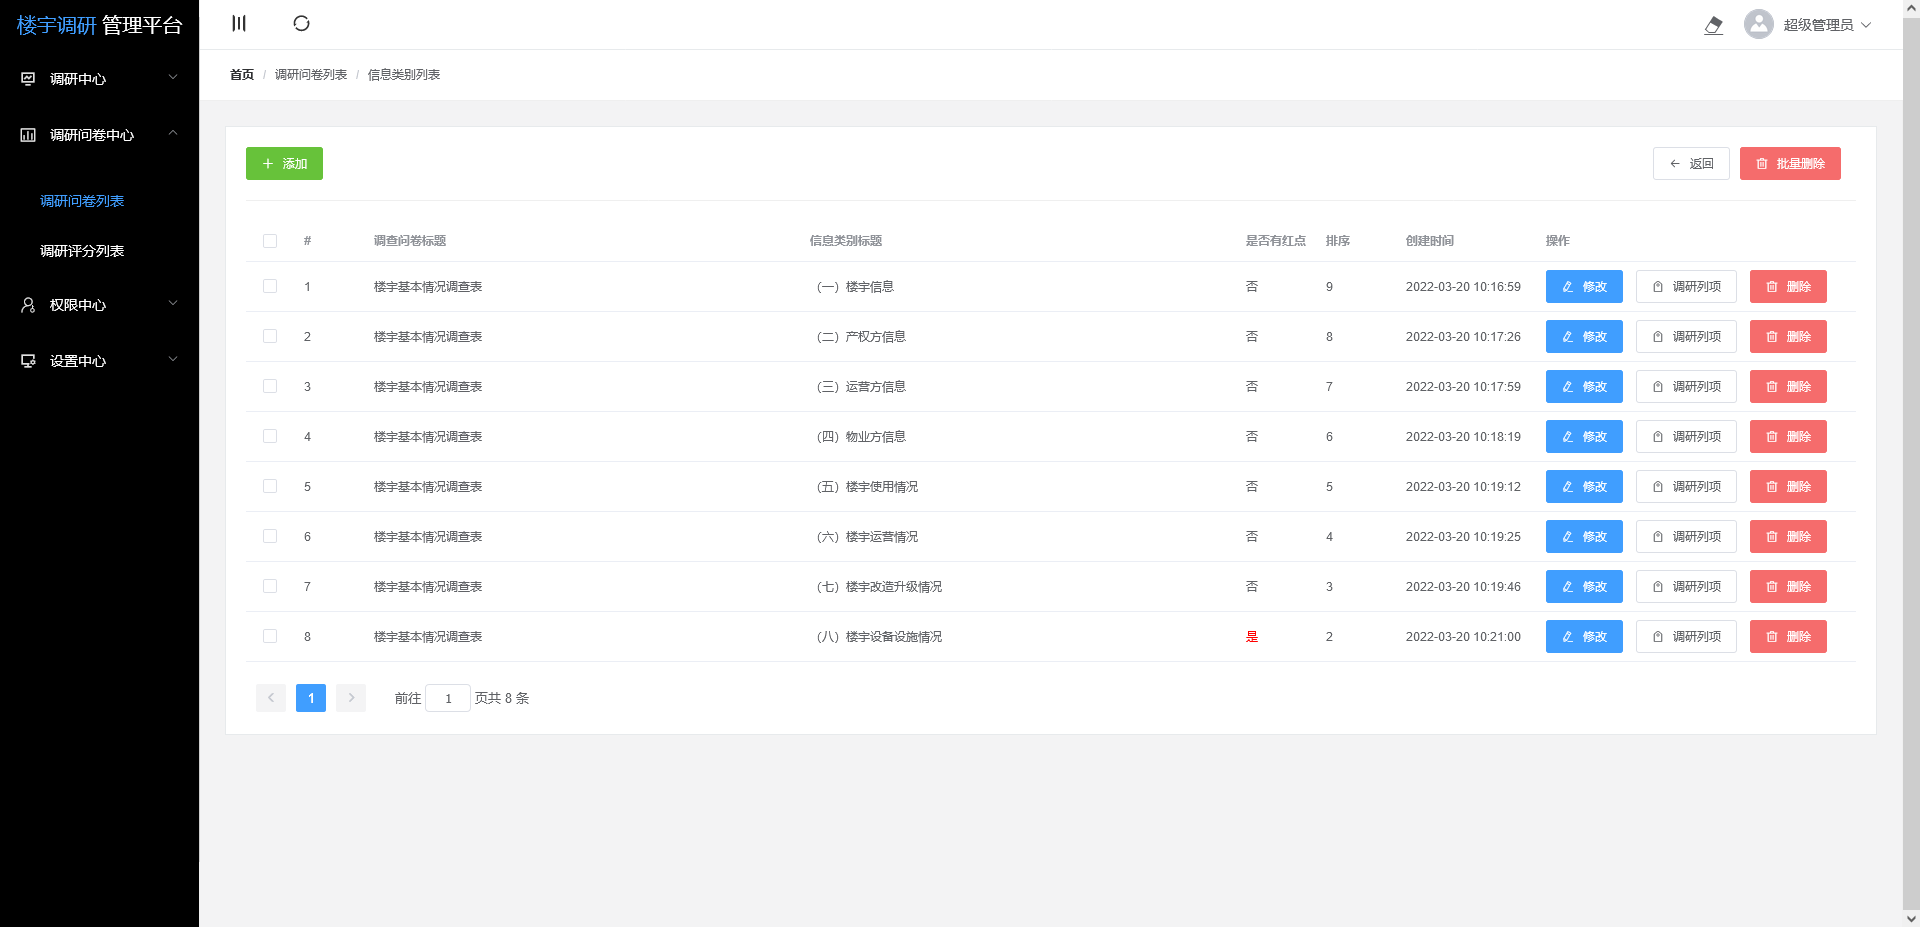 楼宇调研 管理平台
超级管理员
调研中心
调研问卷中心
调研问卷列表
调研评分列表
权限中心
设置中心
首页 / 调研问卷列表 / 信息类别列表
添加 返回 批量删除
# 调查问卷标题 信息类别标题 是否有红点 排序 创建时间 操作
1 楼宇基本情况调查表 （一）楼宇信息 否 9 2022-03-20 10:16:59 修改 调研列项 删除
2 楼宇基本情况调查表 （二）产权方信息 否 8 2022-03-20 10:17:26 修改 调研列项 删除
3 楼宇基本情况调查表 （三）运营方信息 否 7 2022-03-20 10:17:59 修改 调研列项 删除
4 楼宇基本情况调查表 （四）物业方信息 否 6 2022-03-20 10:18:19 修改 调研列项 删除
5 楼宇基本情况调查表 （五）楼宇使用情况 否 5 2022-03-20 10:19:12 修改 调研列项 删除
6 楼宇基本情况调查表 （六）楼宇运营情况 否 4 2022-03-20 10:19:25 修改 调研列项 删除
7 楼宇基本情况调查表 （七）楼宇改造升级情况 否 3 2022-03-20 10:19:46 修改 调研列项 删除
8 楼宇基本情况调查表 （八）楼宇设备设施情况 是 2 2022-03-20 10:21:00 修改 调研列项 删除
1 前往 1 页共 8 条